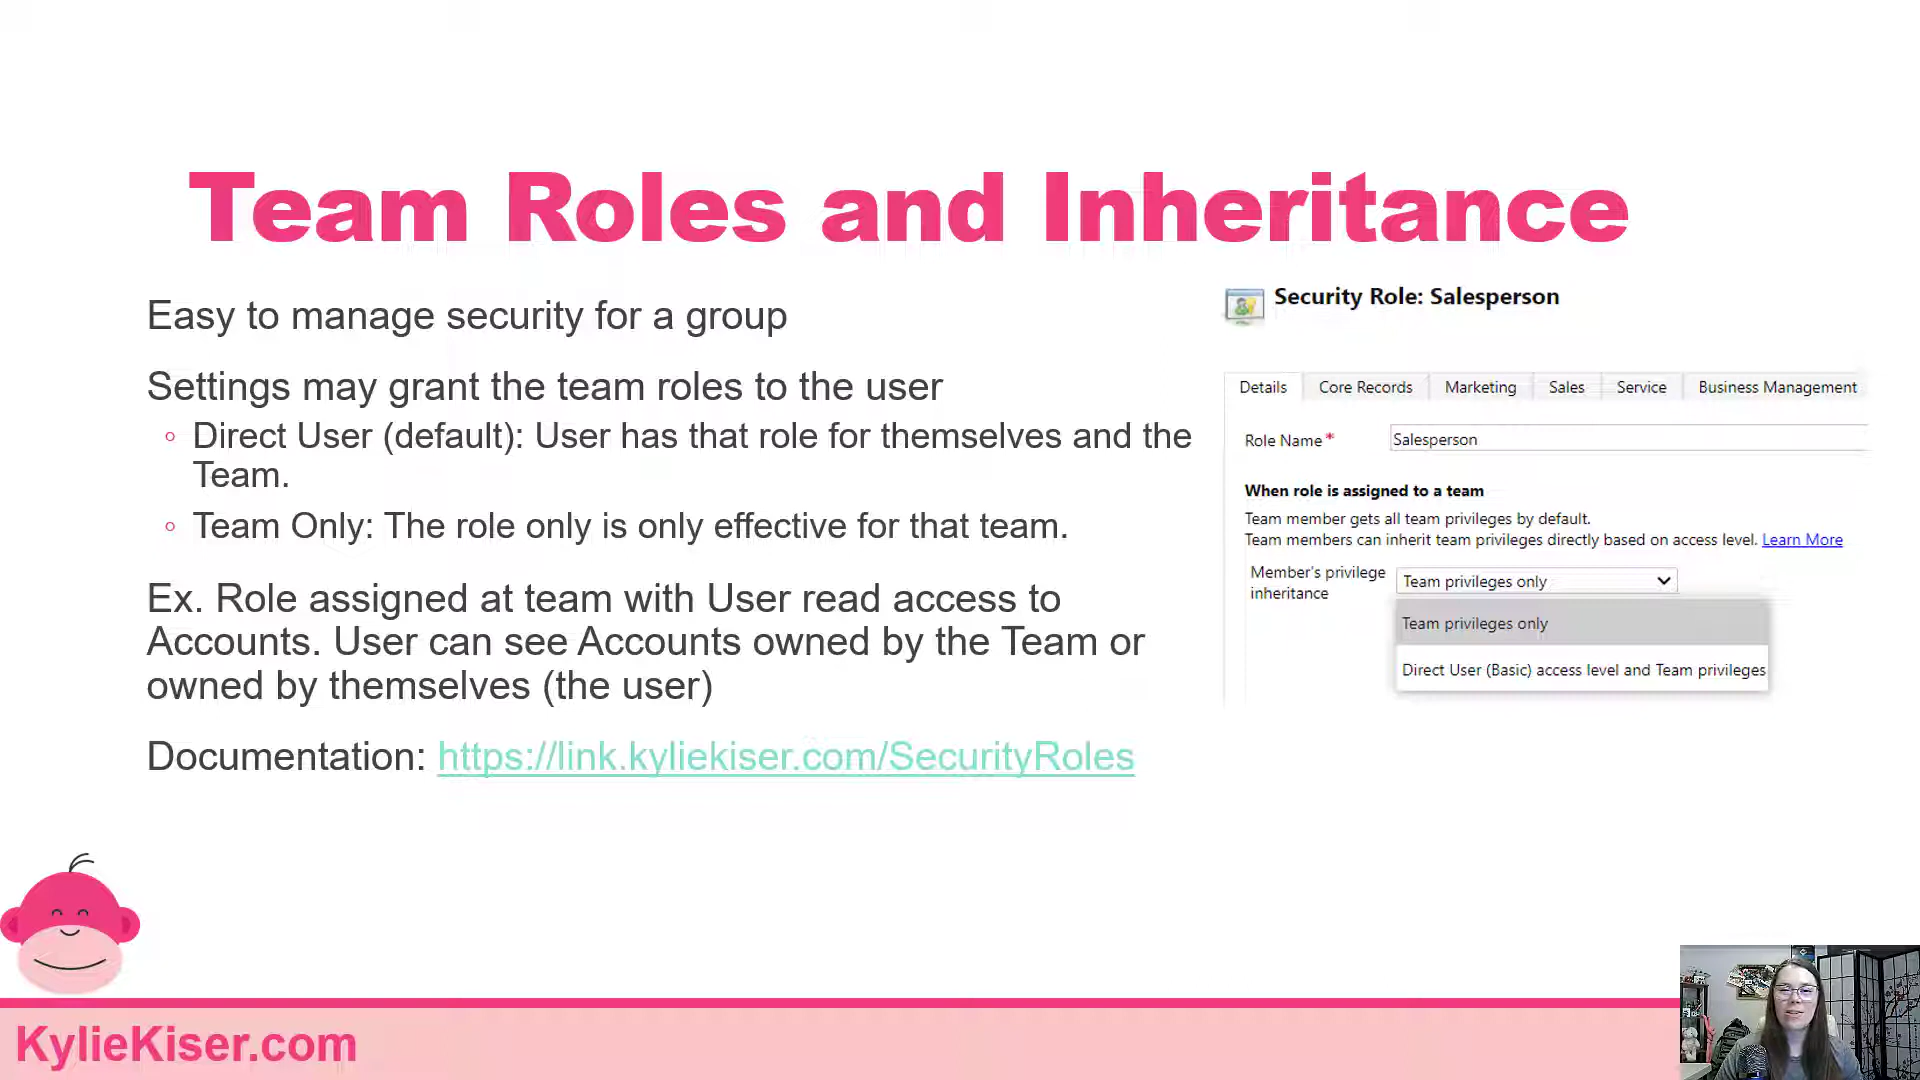 Team Roles and Inheritance
Easy to manage security for a group
Settings may grant the team roles to the user
◦ Direct User (default): User has that role for themselves and the
Team.
◦ Team Only: The role only is only effective for that team.
Ex. Role assigned at team with User read access to
Accounts. User can see Accounts owned by the Team or
owned by themselves (the user)
Documentation: https://link.kyliekiser.com/SecurityRoles
Security Role: Salesperson
Details Core Records Marketing Sales Service Business Management
Role Name* Salesperson
When role is assigned to a team
Team member gets all team privileges by default.
Team members can inherit team privileges directly based on access level. Learn More
Member's privilege
inheritance
Team privileges only
Team privileges only
Direct User (Basic) access level and Team privileges
KylieKiser.com